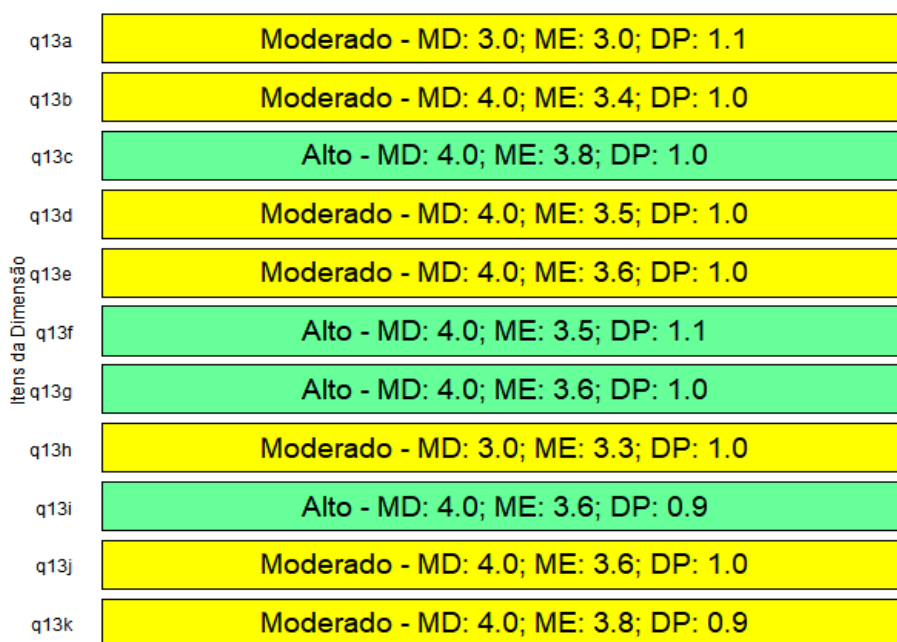 Itens da Dimensão
q13a
Moderado - MD: 3.0; ME: 3.0; DP: 1.1
q13b
Moderado - MD: 4.0; ME: 3.4; DP: 1.0
q13c
Alto - MD: 4.0; ME: 3.8; DP: 1.0
q13d
Moderado - MD: 4.0; ME: 3.5; DP: 1.0
q13e
Moderado - MD: 4.0; ME: 3.6; DP: 1.0
q13f
Alto - MD: 4.0; ME: 3.5; DP: 1.1
q13g
Alto - MD: 4.0; ME: 3.6; DP: 1.0
q13h
Moderado - MD: 3.0; ME: 3.3; DP: 1.0
q13i
Alto - MD: 4.0; ME: 3.6; DP: 0.9
q13j
Moderado - MD: 4.0; ME: 3.6; DP: 1.0
q13k
Moderado - MD: 4.0; ME: 3.8; DP: 0.9